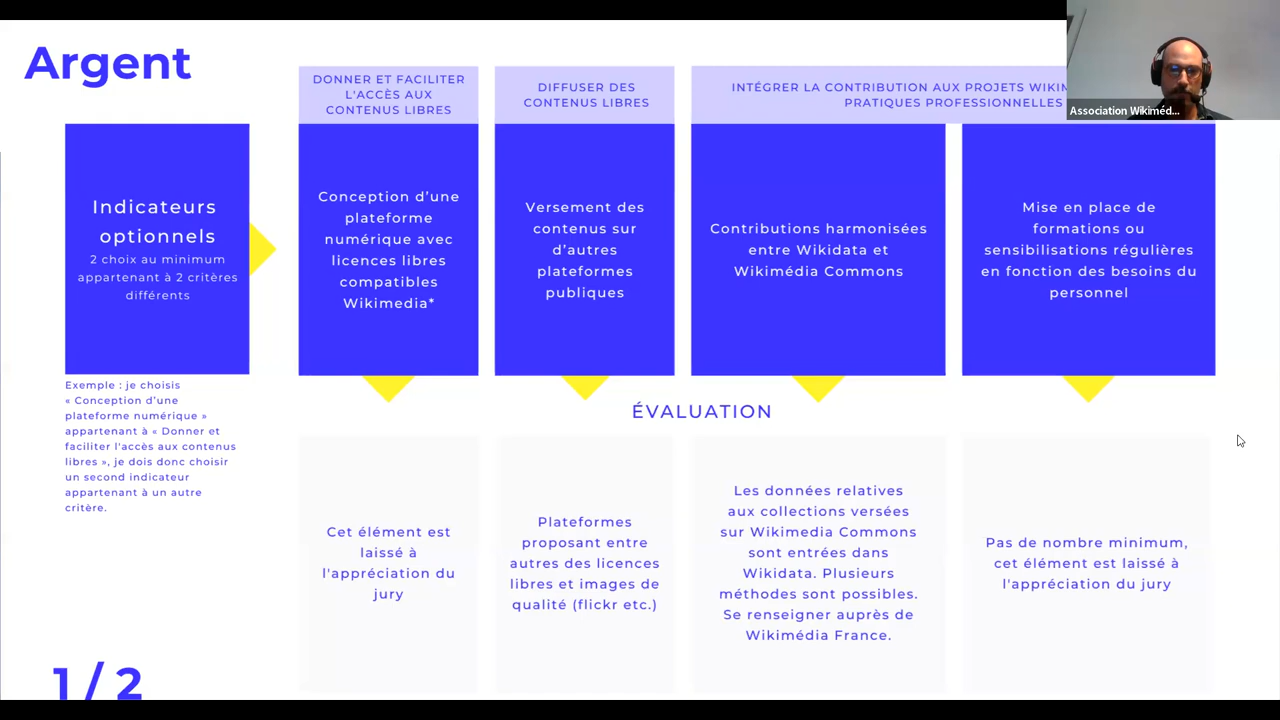 Argent
DONNER ET FACILITER
L'ACCÈS AUX
CONTENUS LIBRES
DIFFUSER DES
CONTENUS LIBRES
INTÉGRER LA CONTRIBUTION AUX PROJETS
PRATIQUES PROFESSIONNELLES
Association Wikiméd...
Indicateurs
optionnels
2 choix au minimum
appartenant à 2 critères
différents
Conception d'une
plateforme
numérique avec
licences libres
compatibles
Wikimedia*
Versement des
contenus sur
d'autres
plateformes
publiques
Contributions harmonisées
entre Wikidata et
Wikimédia Commons
Mise en place de
formations ou
sensibilisations régulières
en fonction des besoins du
personnel
Exemple : je choisis
« Conception d'une
plateforme numérique »
appartenant à « Donner et
faciliter l'accès aux contenus
libres », je dois donc choisir
un second indicateur
appartenant à un autre
critère.
ÉVALUATION
Cet élément est
laissé à
l'appréciation du
jury
Plateformes
proposant entre
autres des licences
libres et images de
qualité (flickr etc.)
Les données relatives
aux collections versées
sur Wikimedia Commons
sont entrées dans
Wikidata. Plusieurs
méthodes sont possibles.
Se renseigner auprès de
Wikimédia France.
Pas de nombre minimum,
cet élément est laissé à
l'appréciation du jury
1 / 2